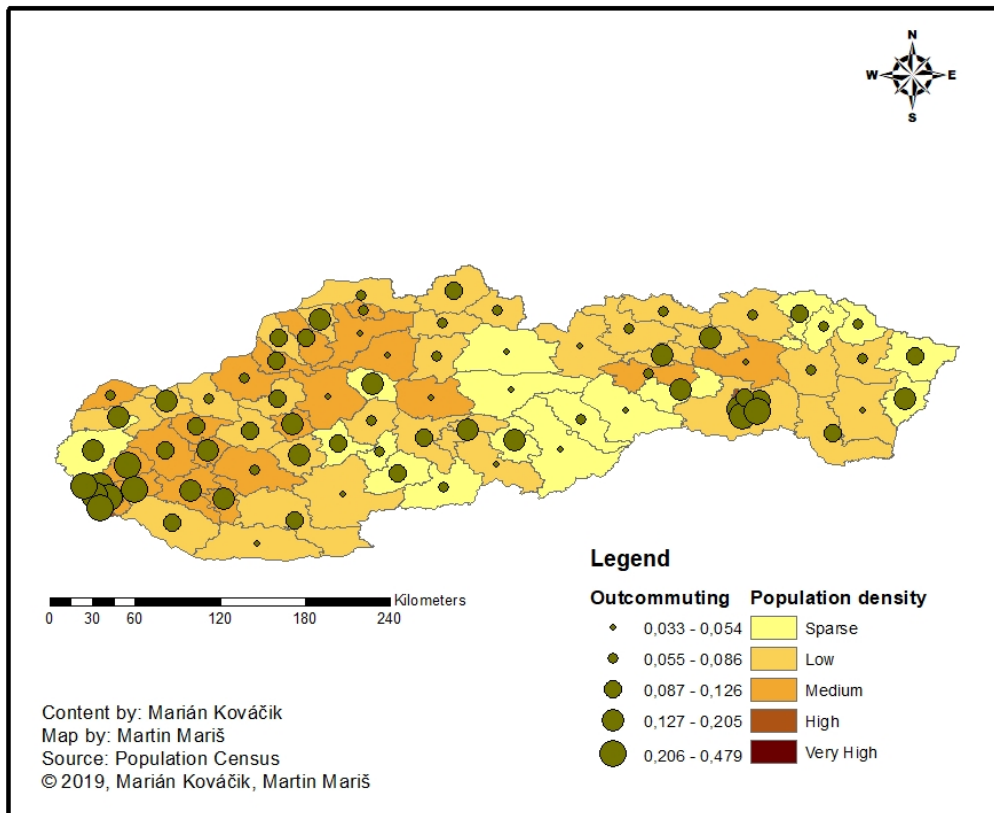 N
W E
S
Legend
Outcommuting Population density
0,033 - 0,054 Sparse
0,055 - 0,086 Low
0,087 - 0,126 Medium
0,127 - 0,205 High
0,206 - 0,479 Very High
Kilometers
0 30 60 120 180 240
Content by: Marián Kováčik
Map by: Martin Mariš
Source: Population Census
© 2019, Marián Kováčik, Martin Mariš